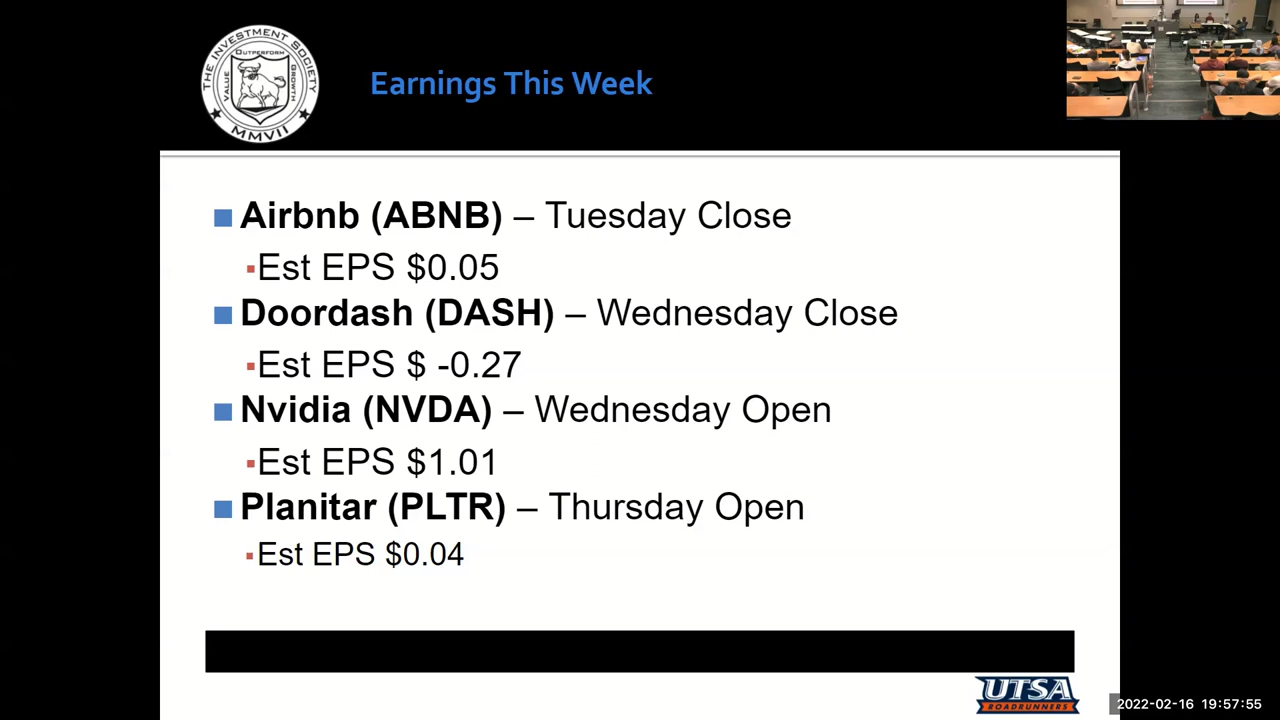 THE INVESTMENT SOCIETY
OUTPERFORM
VALUE
GROWTH
MMVII
Earnings This Week
Airbnb (ABNB) – Tuesday Close
Est EPS $0.05
Doordash (DASH) – Wednesday Close
Est EPS $ -0.27
Nvidia (NVDA) – Wednesday Open
Est EPS $1.01
Planitar (PLTR) – Thursday Open
Est EPS $0.04
UTSA
ROADRUNNERS
2022-02-16 19:57:55